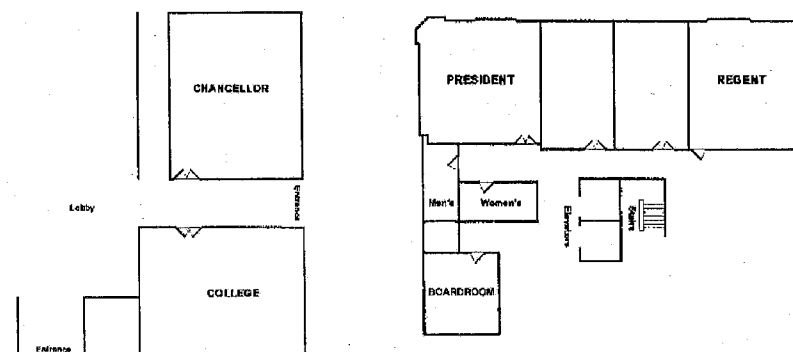 CHANCELLOR
PRESIDENT
REGENT
Lobby
Entrance
Men's
Women's
Elevators
Stairs
COLLEGE
BOARDROOM
Entrance